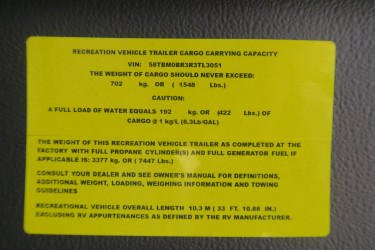 RECREATION VEHICLE TRAILER CARGO CARRYING CAPACITY
VIN: 58TBM0BR3R3TL3051
THE WEIGHT OF CARGO SHOULD NEVER EXCEED:
702 kg. OR ( 1548 Lbs.)
CAUTION:
A FULL LOAD OF WATER EQUALS 192 kg. OR (422 Lbs.) OF
CARGO @ 1 kg/L (8.3Lb/GAL)
THE WEIGHT OF THIS RECREATION VEHICLE TRAILER AS COMPLETED AT THE
FACTORY WITH FULL PROPANE CYLINDER(S) AND FULL GENERATOR FUEL IF
APPLICABLE IS: 3377 kg. OR ( 7447 Lbs.)
CONSULT YOUR DEALER AND SEE OWNER'S MANUAL FOR DEFINITIONS,
ADDITIONAL WEIGHT, LOADING, WEIGHING INFORMATION AND TOWING
GUIDELINES
RECREATIONAL VEHICLE OVERALL LENGTH 10.3 M ( 33 FT. 10.88 IN.)
EXCLUDING RV APPURTENANCES AS DEFINED BY THE RV MANUFACTURER.